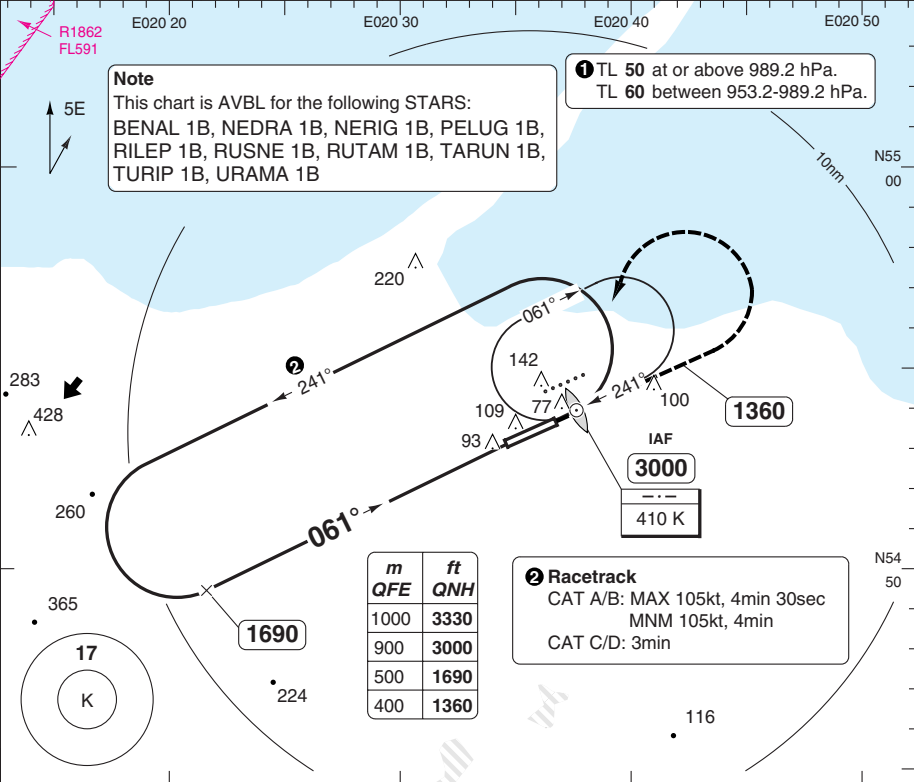 E020 20
E020 30
E020 40
E020 50
R1862
FL591
5E
Note
This chart is AVBL for the following STARS:
BENAL 1B, NEDRA 1B, NERIG 1B, PELUG 1B,
RILEP 1B, RUSNE 1B, RUTAM 1B, TARUN 1B,
TURIP 1B, URAMA 1B
1 TL 50 at or above 989.2 hPa.
TL 60 between 953.2-989.2 hPa.
10nm
N55
00
220
061°
2
241°
142
241°
283
428
109
77
100
1360
93
IAF
3000
410 K
260
061°
N54
50
m ft
QFE QNH
1000 3330
900 3000
500 1690
400 1360
2 Racetrack
CAT A/B: MAX 105kt, 4min 30sec
MNM 105kt, 4min
CAT C/D: 3min
365
1690
17
K
224
116